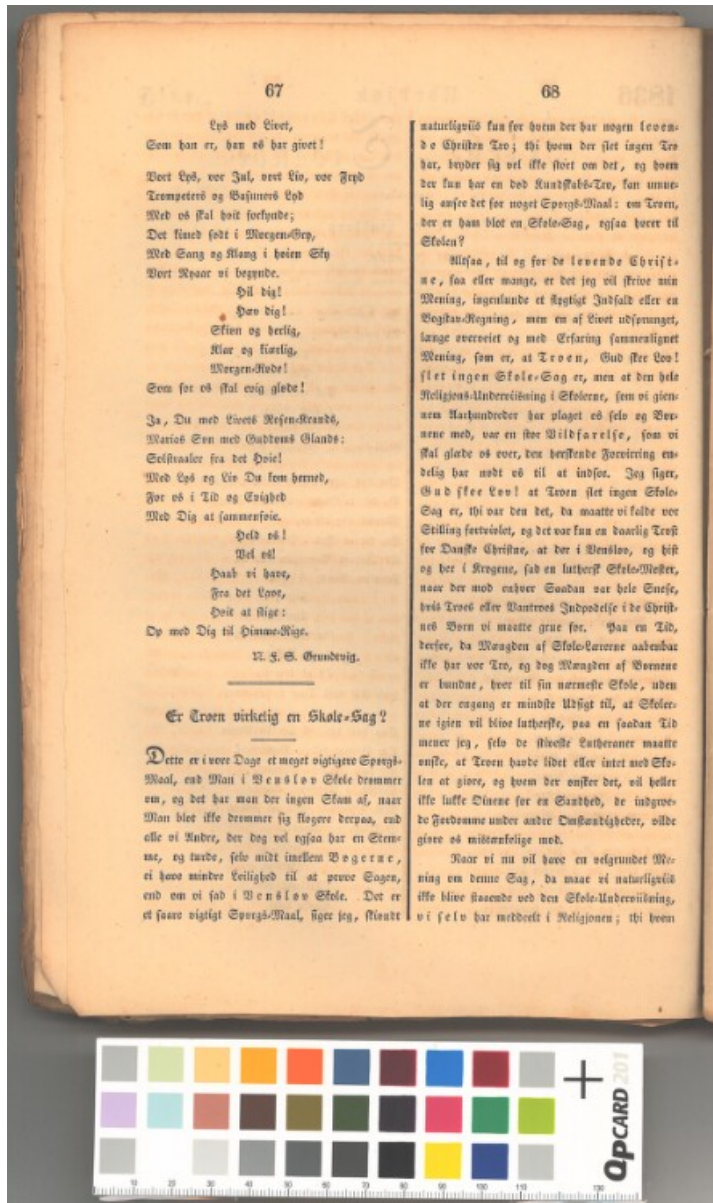 67
Lys med Livet,
Som han er, han os har givet!
Vort Lys, vor Jul, vort Liv, vor Fryd
Trompeters og Basuners Lyd
Med os skal høit forkynde;
Det kimed sødt i Morgen-Gry,
Med Sang og Klang i høien Sky
Vort Nyaar vi begynde.
Hil dig!
Hav dig!
Skiøn og herlig,
Klar og kiærlig,
Morgen-Røde!
Som for os skal evig gløde!
Ja, Du med Livets Rosen-Krands,
Marias Søn med Guddoms Glands:
Solstraaler fra det Høie!
Med Lys og Liv Du kom herned,
For os i Tid og Evighed
Med Dig at sammenføie.
Held os!
Vel os!
Haab vi have,
Fra det Lave,
Høit at stige:
Op med Dig til Himme-Rige.
N. F. S. Grundtvig.
Er Troen virkelig en Skole-Sag?
Dette er i vore Dage et meget vigtigere Spørgs-
Maal, end Man i Vensløv Skole drømmer
om, og det har man der ingen Skam af, naar
Man blot ikke drømmer sig klogere derpaa, end
alle vi Andre, der dog vel ogsaa har en Stem-
me, og turde, selv midt imellem Bøgerne,
ei have mindre Leilighed til at prøve Sagen,
end om vi sad i Vensløv Skole. Det er
et saare vigtigt Spørgs-Maal, siger jeg, skiøndt
68
naturligviis kun for hvem der har nogen leven-
de Christen Tro; thi hvem der slet ingen Tro
har, bryder sig vel ikke stort om det, og hvem
der kun har en død Kundskabs-Tro, kan umue-
lig ansee det for noget Spørgs-Maal: om Troen,
der er ham blot en Skole-Sag, ogsaa hører til
Skolen?
Altsaa, til og for de levende Christ-
ne, faa eller mange, er det jeg vil skrive min
Mening, ingenlunde et flygtigt Indfald eller en
Bogstav-Regning, men en af Livet udsprunget,
længe overveiet og med Erfaring sammenlignet
Mening, som er, at Troen, Gud skee Lov!
slet ingen Skole-Sag er, men at den hele
Religions-Underviisning i Skolerne, som vi gien-
nem Aarhundreder har plaget os selv og Bør-
nene med, var en stor Vildfarelse, som vi
skal glæde os over, den herskende Forvirring en-
delig har nødt os til at indsee. Jeg siger,
Gud skee Lov! at Troen slet ingen Skole-
Sag er, thi var den det, da maatte vi kalde vor
Stilling fortvivlet, og det var kun en daarlig Trøst
for Danske Christne, at der i Vensløv, og hist
og her i Krogene, sad en luthersk Skole-Mester,
naar der mod enhver Saadan var hele Snese,
hvis Troes eller Vantroes Indpodelse i de Christ-
nes Børn vi maatte grue for. Paa en Tid,
derfor, da Mængden af Skole-Lærerne aabenbar
ikke har vor Tro, og dog Mængden af Børnene
er bundne, hver til sin nærmeste Skole, uden
at der engang er mindste Udsigt til, at Skoler-
ne igien vil blive lutherske, paa en saadan Tid
mener jeg, selv de stiveste Lutheraner maatte
ønske, at Troen havde lidet eller intet med Sko-
len at giøre, og hvem der ønsker det, vil heller
ikke lukke Øinene for en Sandhed, de indgroe-
de Fordomme under andre Omstændigheder, vilde
giøre os mistænkelige mod.
Naar vi nu vil have en velgrundet Me-
ning om denne Sag, da maae vi naturligviis
ikke blive staaende ved den Skole-Underviisning,
vi selv har meddeelt i Religionen; thi hvem
10 20 30 40 50 60 70 80 90 100 110 120 130
QPCARD 201